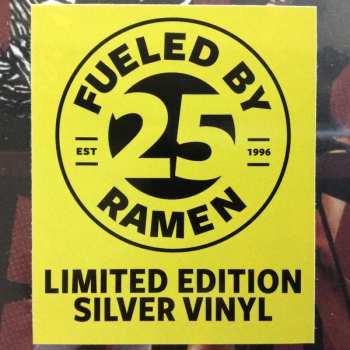 FUELED BY
25
EST
1996
RAMEN
LIMITED EDITION
SILVER VINYL